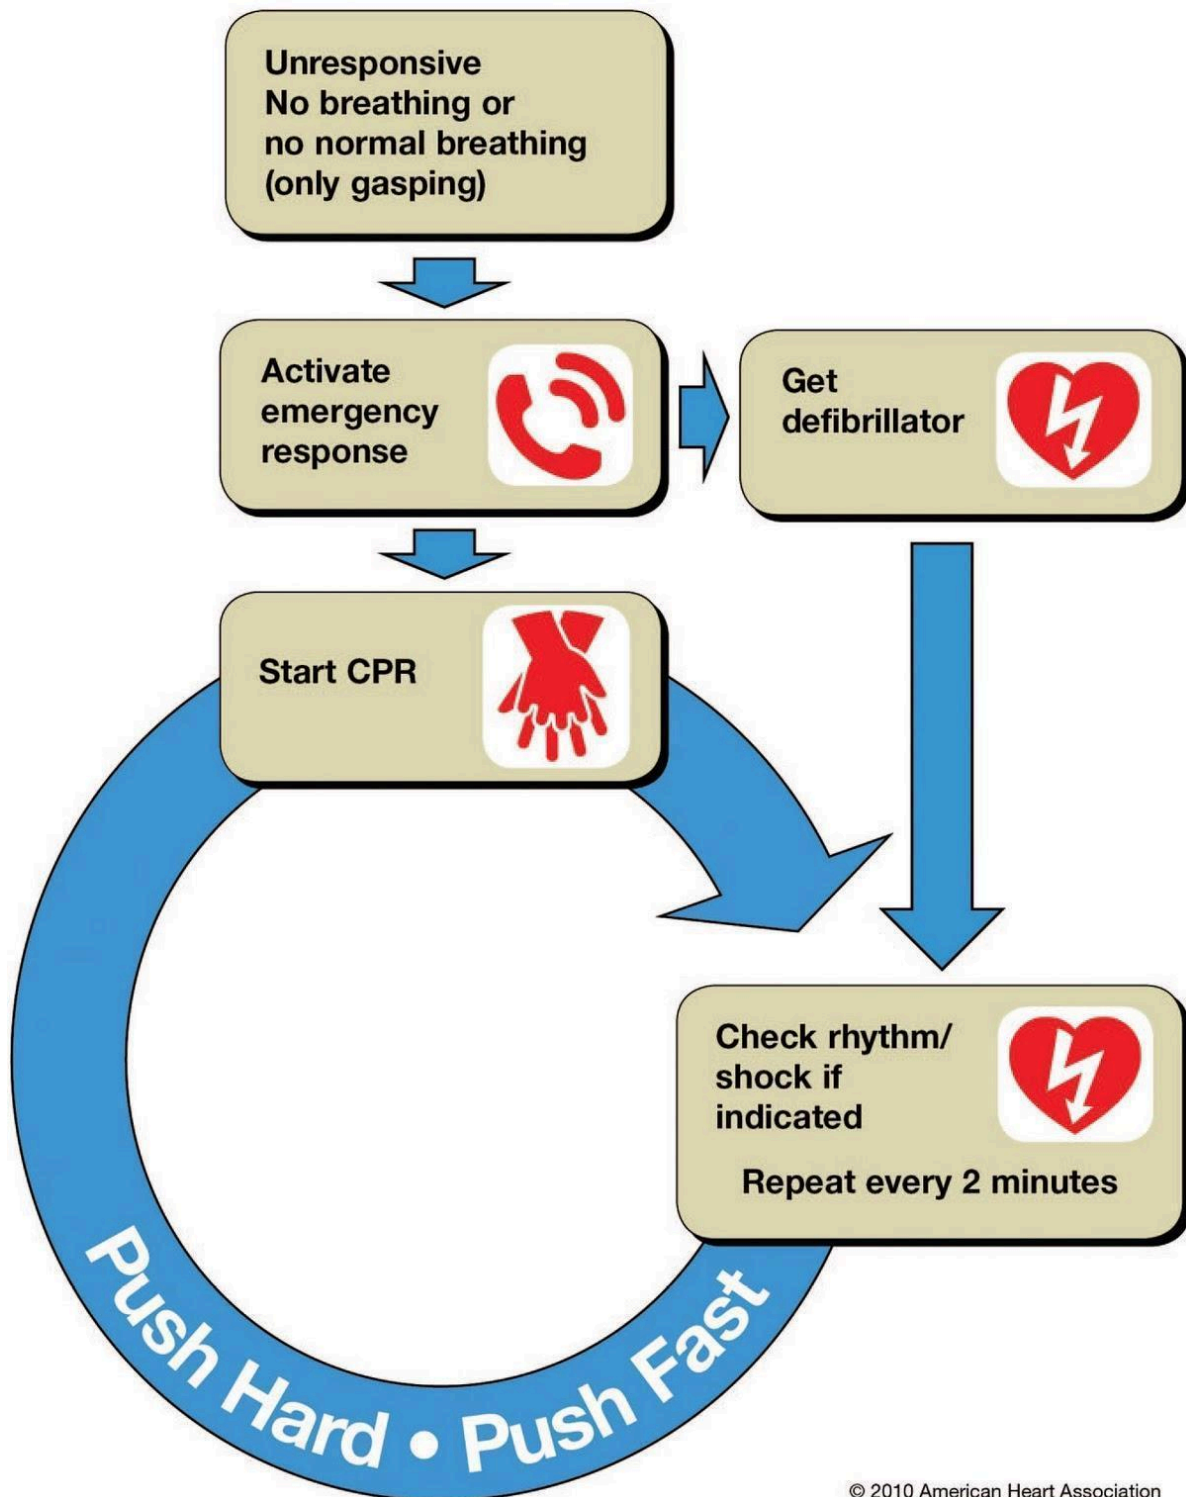 Unresponsive
No breathing or
no normal breathing
(only gasping)
Activate
emergency
response
Get
defibrillator
Start CPR
Check rhythm/
shock if
indicated
Repeat every 2 minutes
Push Hard • Push Fast
© 2010 American Heart Association